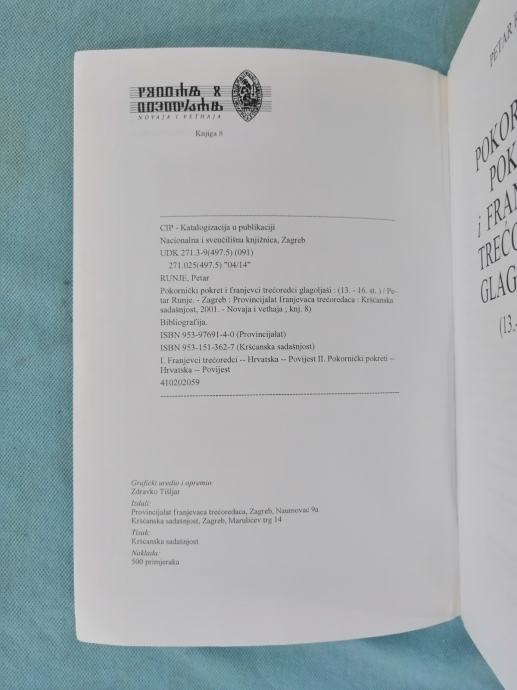 NOVAJA I VETHAJA
Knjiga 8
CIP - Katalogizacija u publikaciji
Nacionalna i sveučilišna knjižnica, Zagreb
UDK 271.3-9(497.5) (091)
271.025(497.5) "04/14"
RUNJE, Petar
Pokornički pokret i franjevci trećoredci glagoljaši : (13. - 16. st. ) / Pe-
tar Runje. - Zagreb : Provincijalat franjevaca trećoredaca : Kršćanska
sadašnjost, 2001. - Novaja i vethaja ; knj. 8)
Bibliografija.
ISBN 953-97691-4-0 (Provincijalat)
ISBN 953-151-362-7 (Kršćanska sadašnjost)
I. Franjevci trećoredci -- Hrvatska -- Povijest II. Pokornički pokreti --
Hrvatska -- Povijest
410202059
Grafički uredio i opremio:
Zdravko Tišljar
Izdali:
Provincijalat franjevaca trećoredaca, Zagreb, Naumovac 9a
Kršćanska sadašnjost, Zagreb, Marulićev trg 14
Tisak:
Kršćanska sadašnjost
Naklada:
500 primjeraka
PETAR
POKOR
POK
i FRAN
TREĆO
GLAG
(13.